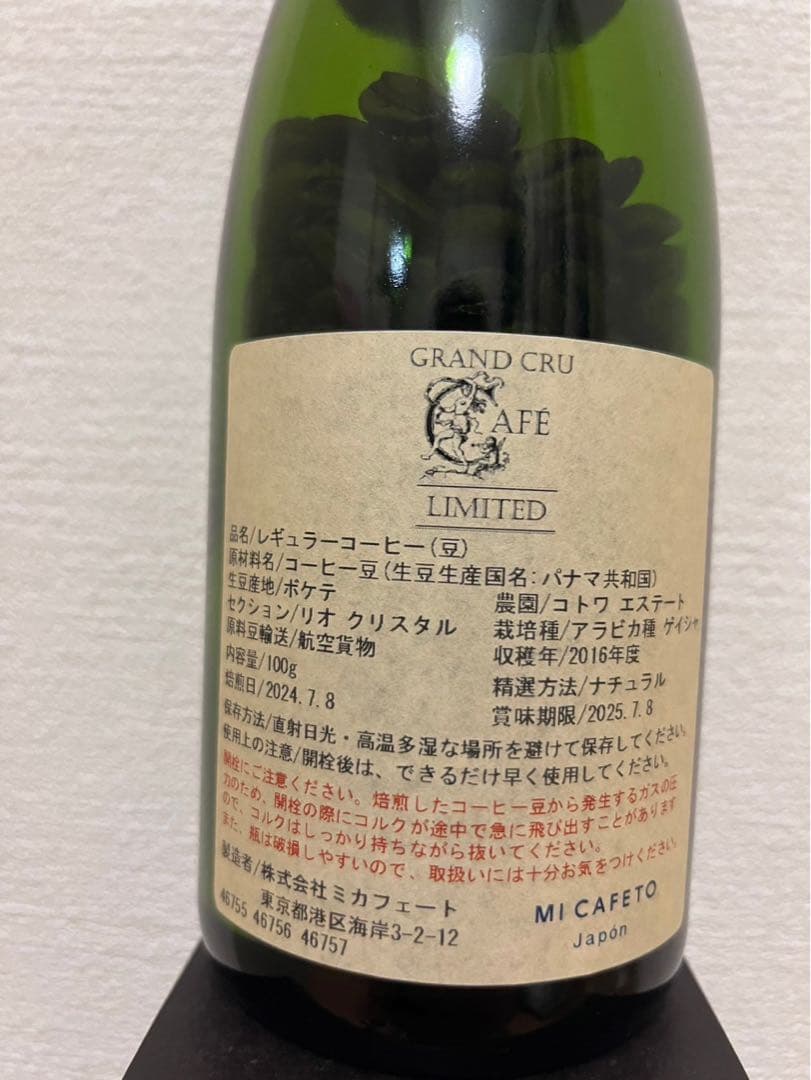 GRAND CRU
CAFÉ
LIMITED
品名/レギュラーコーヒー(豆)
原材料名/コーヒー豆(生豆生産国名:パナマ共和国)
生豆産地/ボケテ
農園/コトワ エステート
セクション/リオ クリスタル
栽培種/アラビカ種 ゲイシャ
原料豆輸送/航空貨物
収穫年/2016年度
内容量/100g
精選方法/ナチュラル
焙煎日/2024.7.8
賞味期限/2025.7.8
保存方法/直射日光・高温多湿な場所を避けて保存してください。
使用上の注意/開栓後は、できるだけ早く使用してください。
開栓にご注意ください。焙煎したコーヒー豆から発生するガスの圧
力のため、開栓の際にコルクが途中で急に飛び出すことがあります
ので、コルクはしっかり持ちながら抜いてください。
また、瓶は破損しやすいので、取扱いには十分お気をつけください。
製造者/株式会社ミカフェート
東京都港区海岸3-2-12
46755 46756 46757
MI CAFETO
Japón